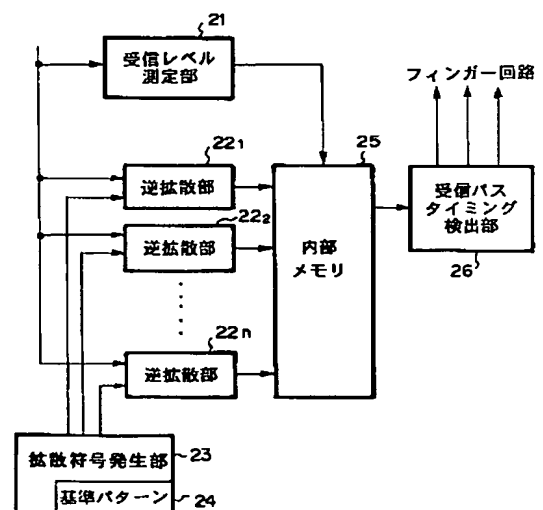 21
受信レベル
測定部
フィンガー回路
25
22₁
逆拡散部
受信パス
タイミング
検出部
22₂
逆拡散部
内部
メモリ
26
22n
逆拡散部
拡散符号発生部
23
基準パターン
24